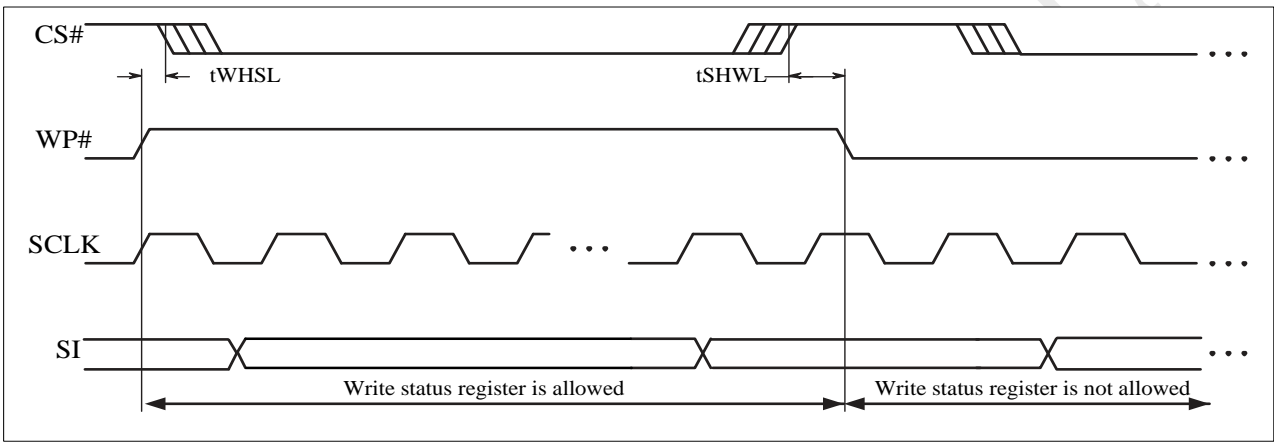 CS#
tWHSL
tSHWL
WP#
SCLK
SI
Write status register is allowed
Write status register is not allowed